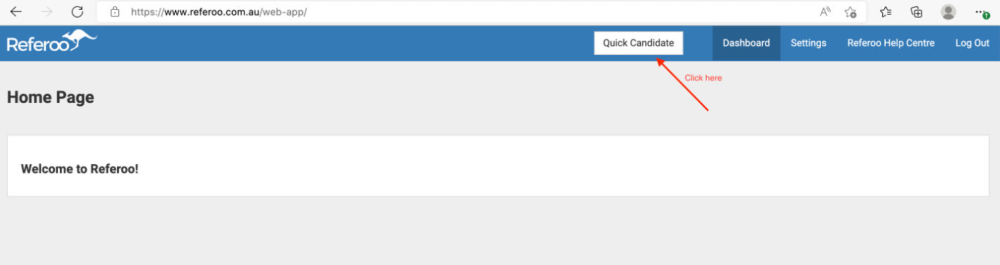 https://www.referoo.com.au/web-app/
Referoo
Quick Candidate
Dashboard
Settings
Referoo Help Centre
Log Out
Click here
Home Page
Welcome to Referoo!